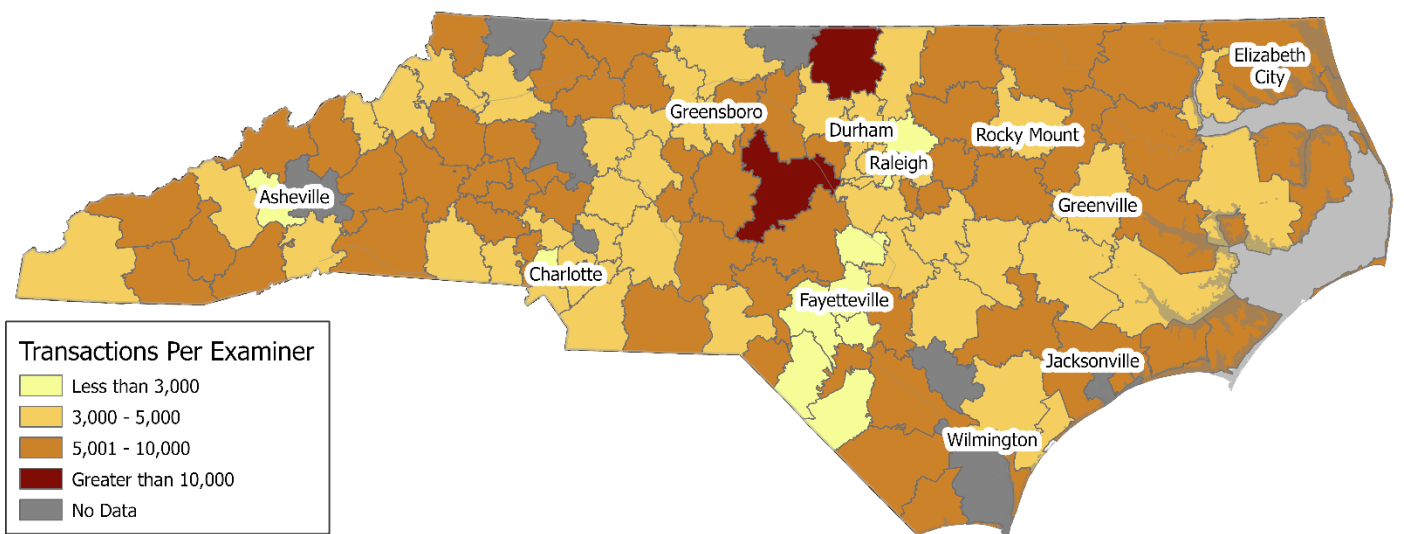 Elizabeth
City
Greensboro
Durham
Rocky Mount
Raleigh
Asheville
Greenville
Charlotte
Fayetteville
Jacksonville
Wilmington
Transactions Per Examiner
Less than 3,000
3,000 - 5,000
5,001 - 10,000
Greater than 10,000
No Data